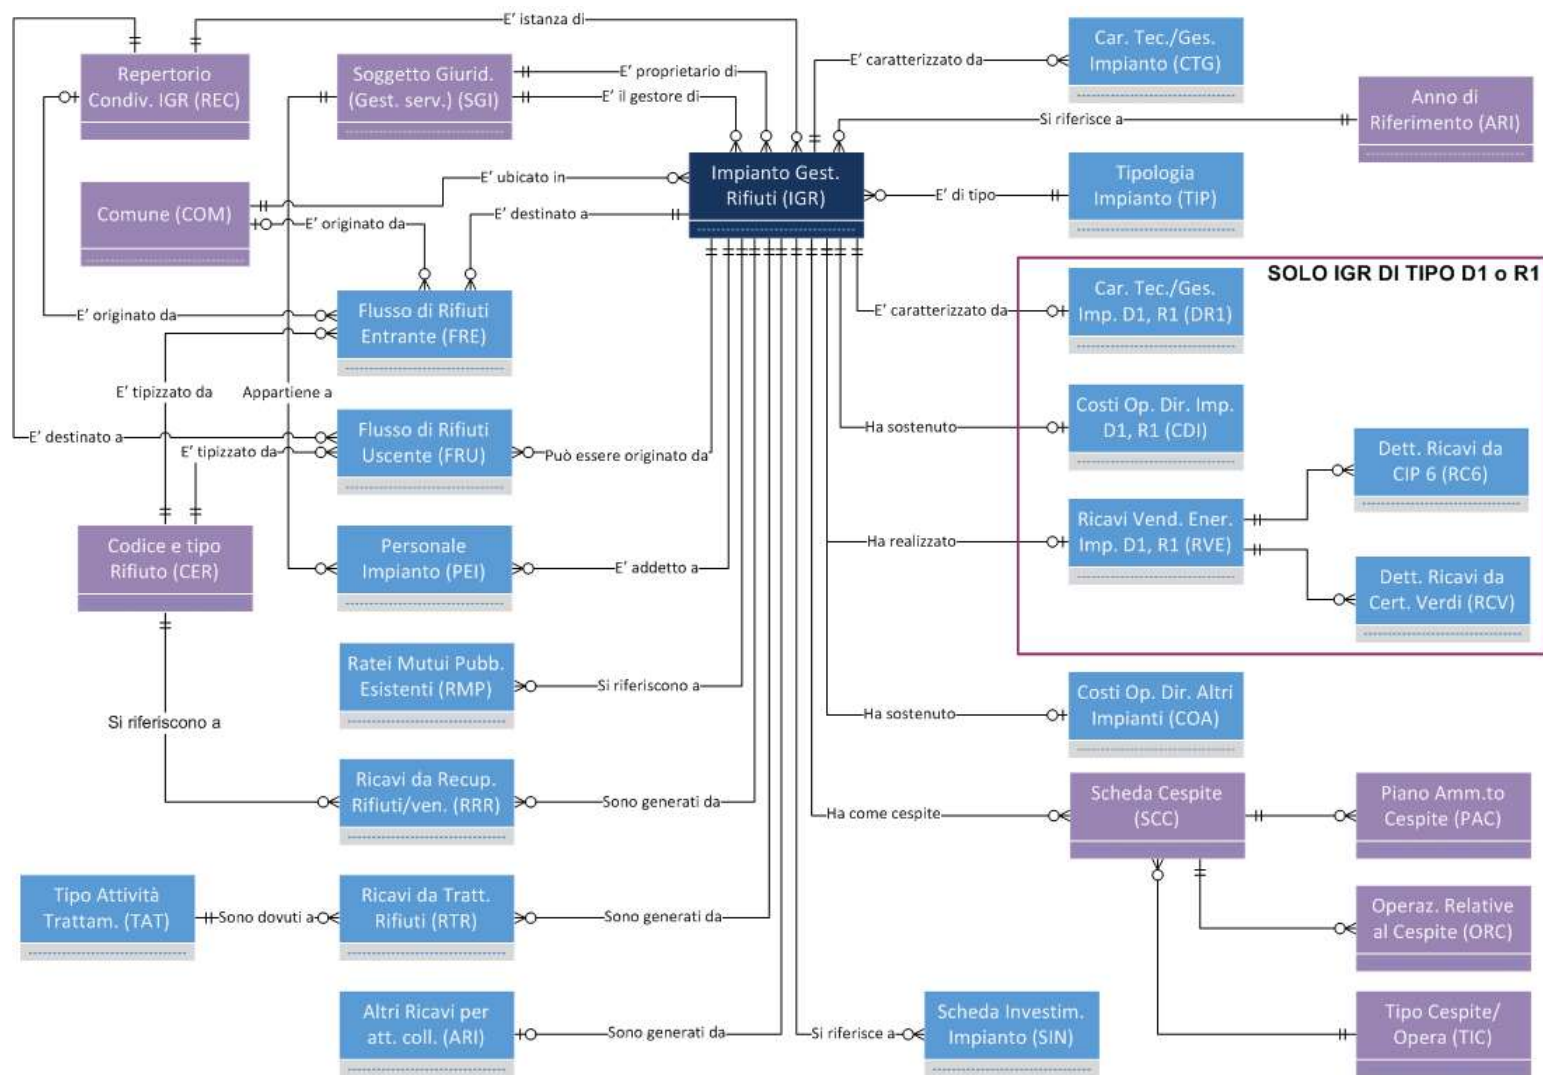 E' istanza di
Repertorio
Condiv. IGR (REC)
Soggetto Giurid.
(Gest. serv.) (SGI)
E' proprietario di
E' il gestore di
E' caratterizzato da
Car. Tec./Ges.
Impianto (CTG)
Si riferisce a
Anno di
Riferimento (ARI)
Comune (COM)
E' ubicato in
E' originato da
E' destinato a
Impianto Gest.
Rifiuti (IGR)
E' di tipo
Tipologia
Impianto (TIP)
SOLO IGR DI TIPO D1 o R1
E' originato da
Flusso di Rifiuti
Entrante (FRE)
E' caratterizzato da
Car. Tec./Ges.
Imp. D1, R1 (DR1)
E' tipizzato da
Appartiene a
E' destinato a
E' tipizzato da
Flusso di Rifiuti
Uscente (FRU)
Può essere originato da
Ha sostenuto
Costi Op. Dir. Imp.
D1, R1 (CDI)
Dett. Ricavi da
CIP 6 (RC6)
Codice e tipo
Rifiuto (CER)
Personale
Impianto (PEI)
E' addetto a
Ha realizzato
Ricavi Vend. Ener.
Imp. D1, R1 (RVE)
Dett. Ricavi da
Cert. Verdi (RCV)
Ratei Mutui Pubb.
Esistenti (RMP)
Si riferiscono a
Si riferiscono a
Ha sostenuto
Costi Op. Dir. Altri
Impianti (COA)
Ricavi da Recup.
Rifiuti/ven. (RRR)
Sono generati da
Ha come cespite
Scheda Cespite
(SCC)
Piano Amm.to
Cespite (PAC)
Tipo Attività
Trattam. (TAT)
Sono dovuti a
Ricavi da Tratt.
Rifiuti (RTR)
Sono generati da
Operaz. Relative
al Cespite (ORC)
Altri Ricavi per
att. coll. (ARI)
Sono generati da
Si riferisce a
Scheda Investim.
Impianto (SIN)
Tipo Cespite/
Opera (TIC)